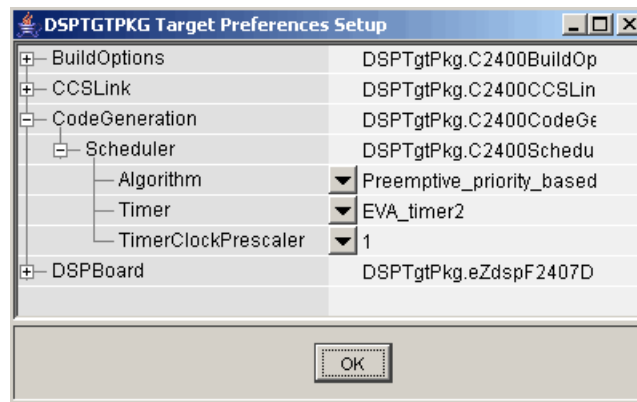 DSPTGTPKG Target Preferences Setup
BuildOptions DSPTgtPkg.C2400BuildOp
CCSLink DSPTgtPkg.C2400CCSLin
CodeGeneration DSPTgtPkg.C2400CodeGe
Scheduler DSPTgtPkg.C2400Schedu
Algorithm Preemptive_priority_based
Timer EVA_timer2
TimerClockPrescaler 1
DSPBoard DSPTgtPkg.eZdspF2407D
OK